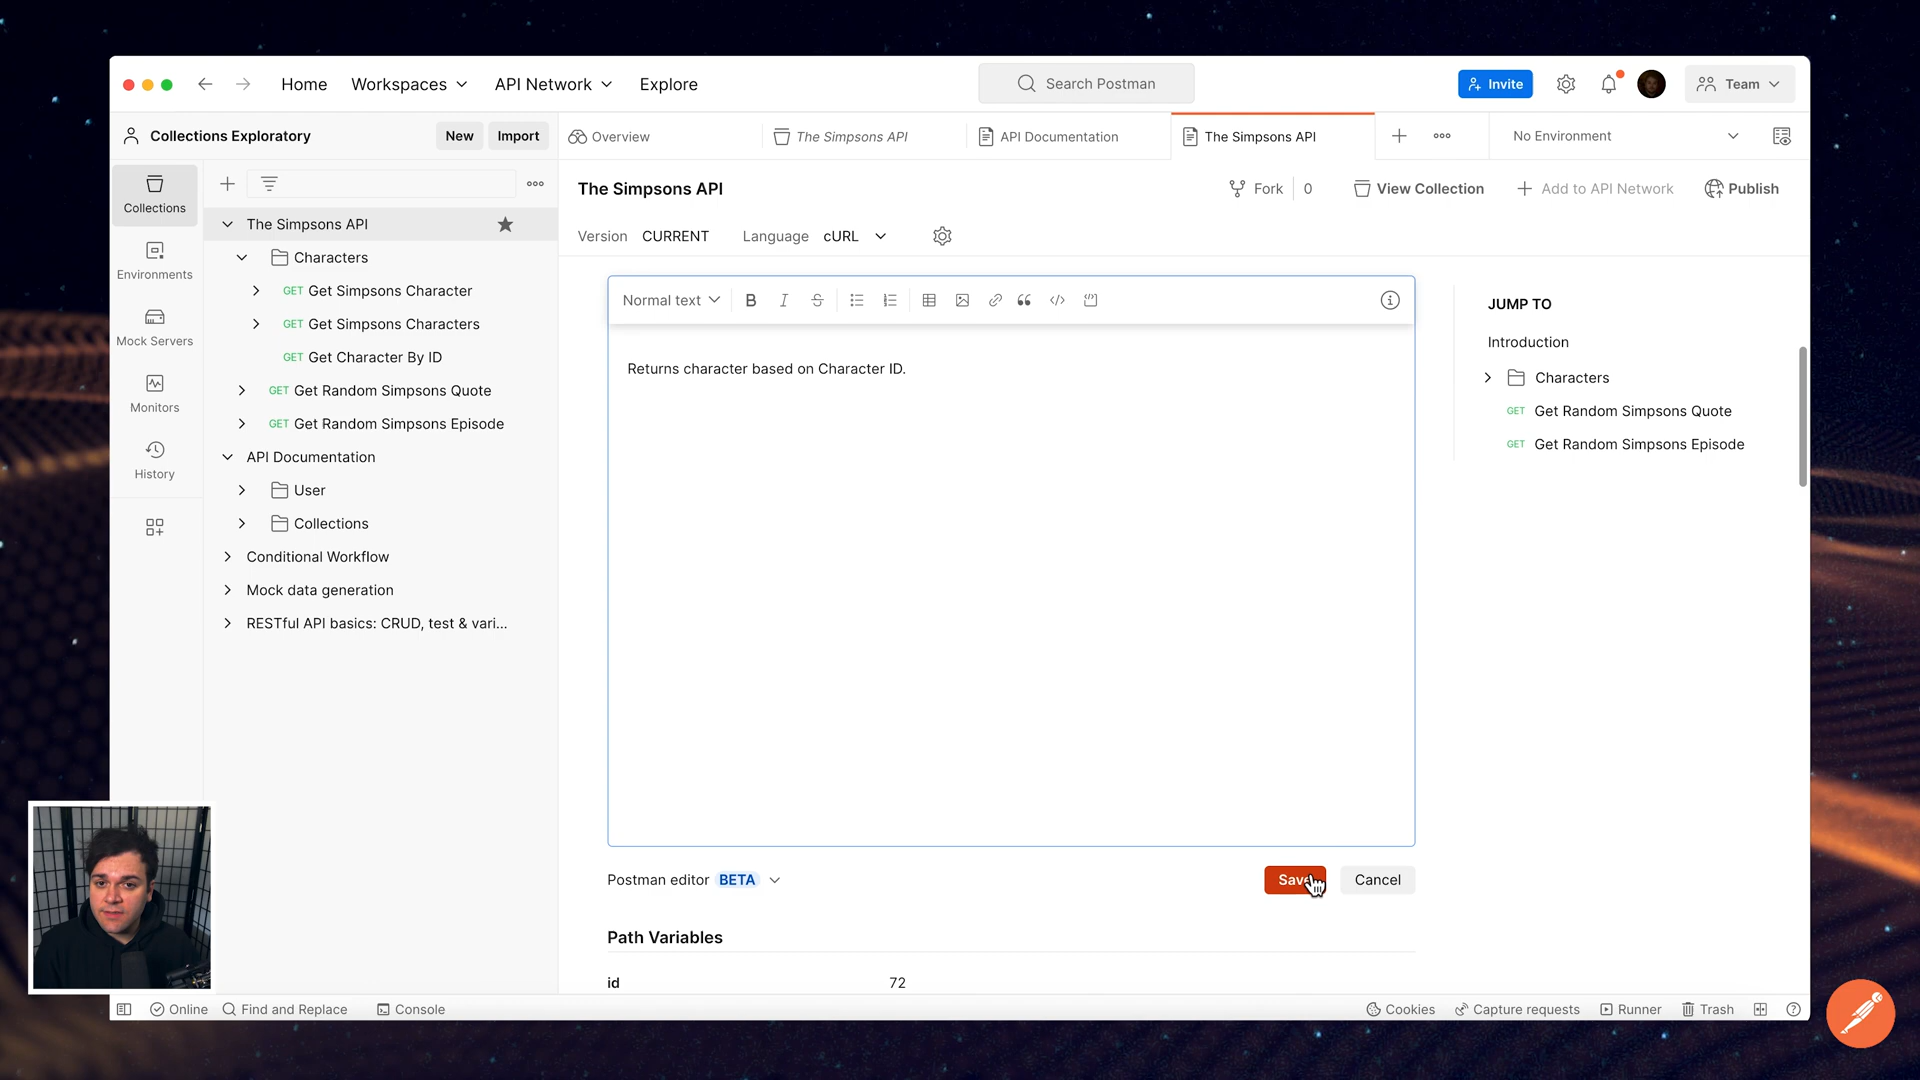 Home
Workspaces
API Network
Explore
Search Postman
Invite
Team
Collections Exploratory
New
Import
Overview
The Simpsons API
API Documentation
The Simpsons API
No Environment
Collections
Environments
Mock Servers
Monitors
History
The Simpsons API
Characters
GET Get Simpsons Character
GET Get Simpsons Characters
GET Get Character By ID
GET Get Random Simpsons Quote
GET Get Random Simpsons Episode
API Documentation
User
Collections
Conditional Workflow
Mock data generation
RESTful API basics: CRUD, test & vari...
The Simpsons API
Fork
0
View Collection
Add to API Network
Publish
Version CURRENT
Language cURL
Normal text
Returns character based on Character ID.
Postman editor BETA
Save
Cancel
Path Variables
id 72
JUMP TO
Introduction
Characters
GET Get Random Simpsons Quote
GET Get Random Simpsons Episode
Online
Find and Replace
Console
Cookies
Capture requests
Runner
Trash